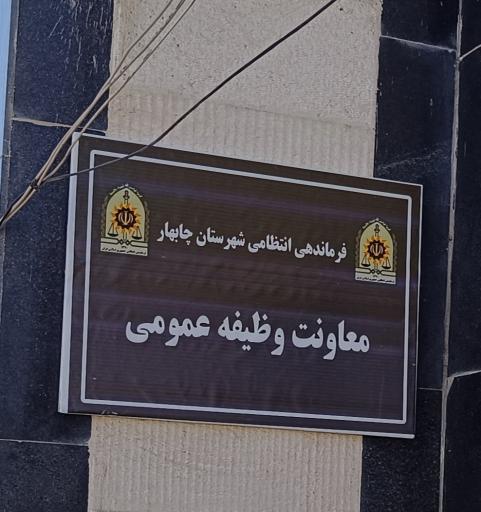 فرماندهی انتظامی شهرستان چابهار
معاونت وظیفه عمومی